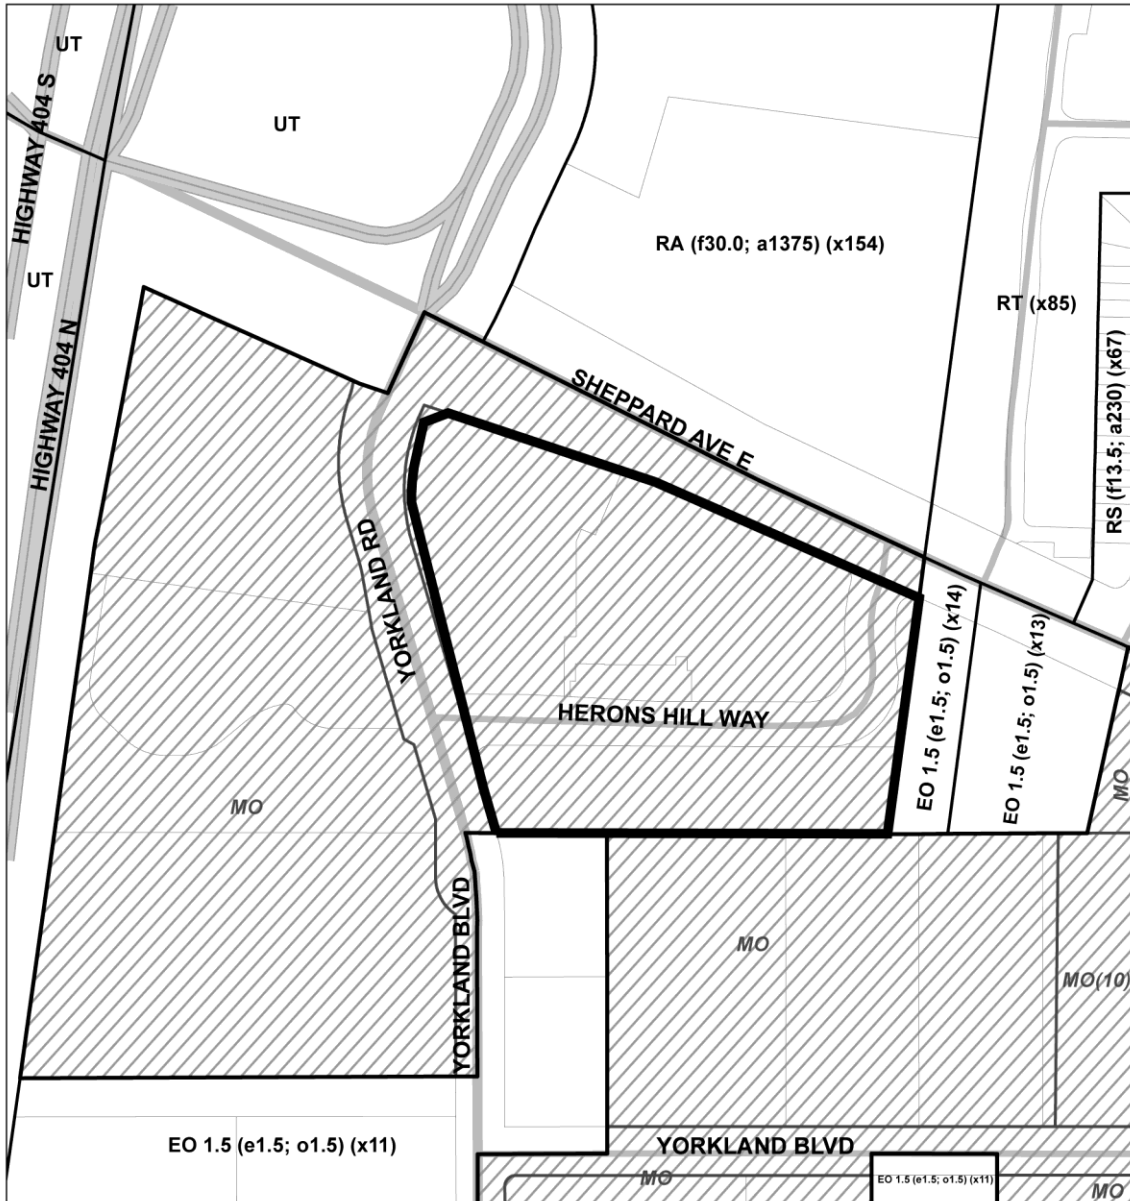 UT
HIGHWAY 404 S
UT
RA (f30.0; a1375) (x154)
UT
RT (x85)
HIGHWAY 404 N
RS (f13.5; a230) (x67)
SHEPPARD AVE E
YORKLAND RD
EO 1.5 (e1.5; o1.5) (x14)
EO 1.5 (e1.5; o1.5) (x13)
HERONS HILL WAY
MO
MO
YORKLAND BLVD
MO
MO(10)
EO 1.5 (e1.5; o1.5) (x11)
YORKLAND BLVD
MO
EO 1.5 (e1.5; o1.5) (x11)
MO